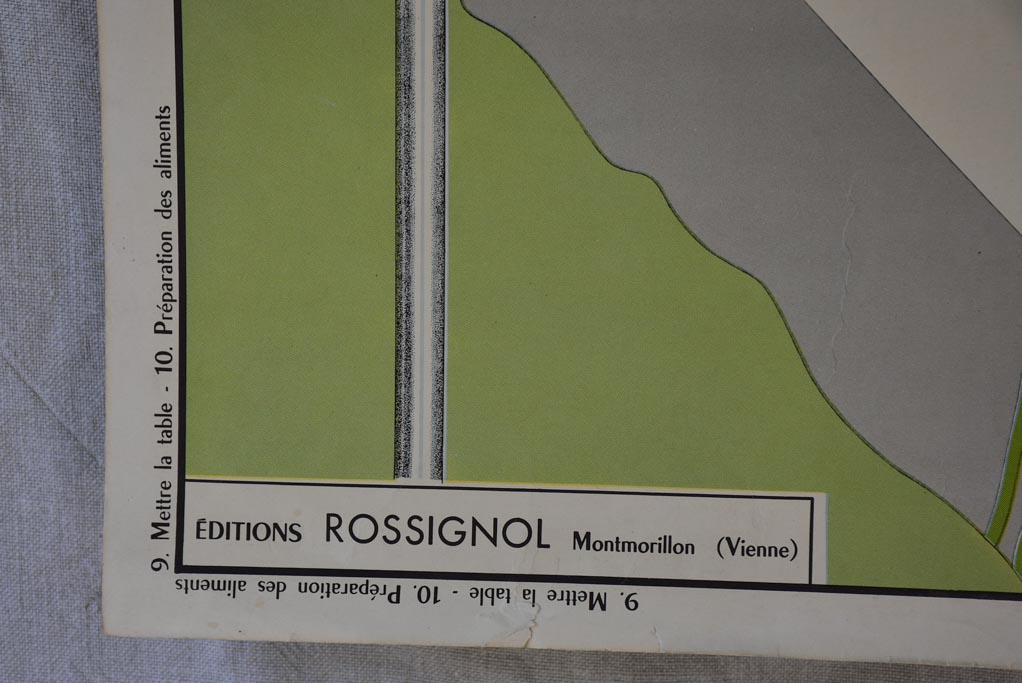 9. Mettre la table - 10. Préparation des aliments
ÉDITIONS ROSSIGNOL Montmorillon (Vienne)
9. Mettre la table - 10. Préparation des aliments